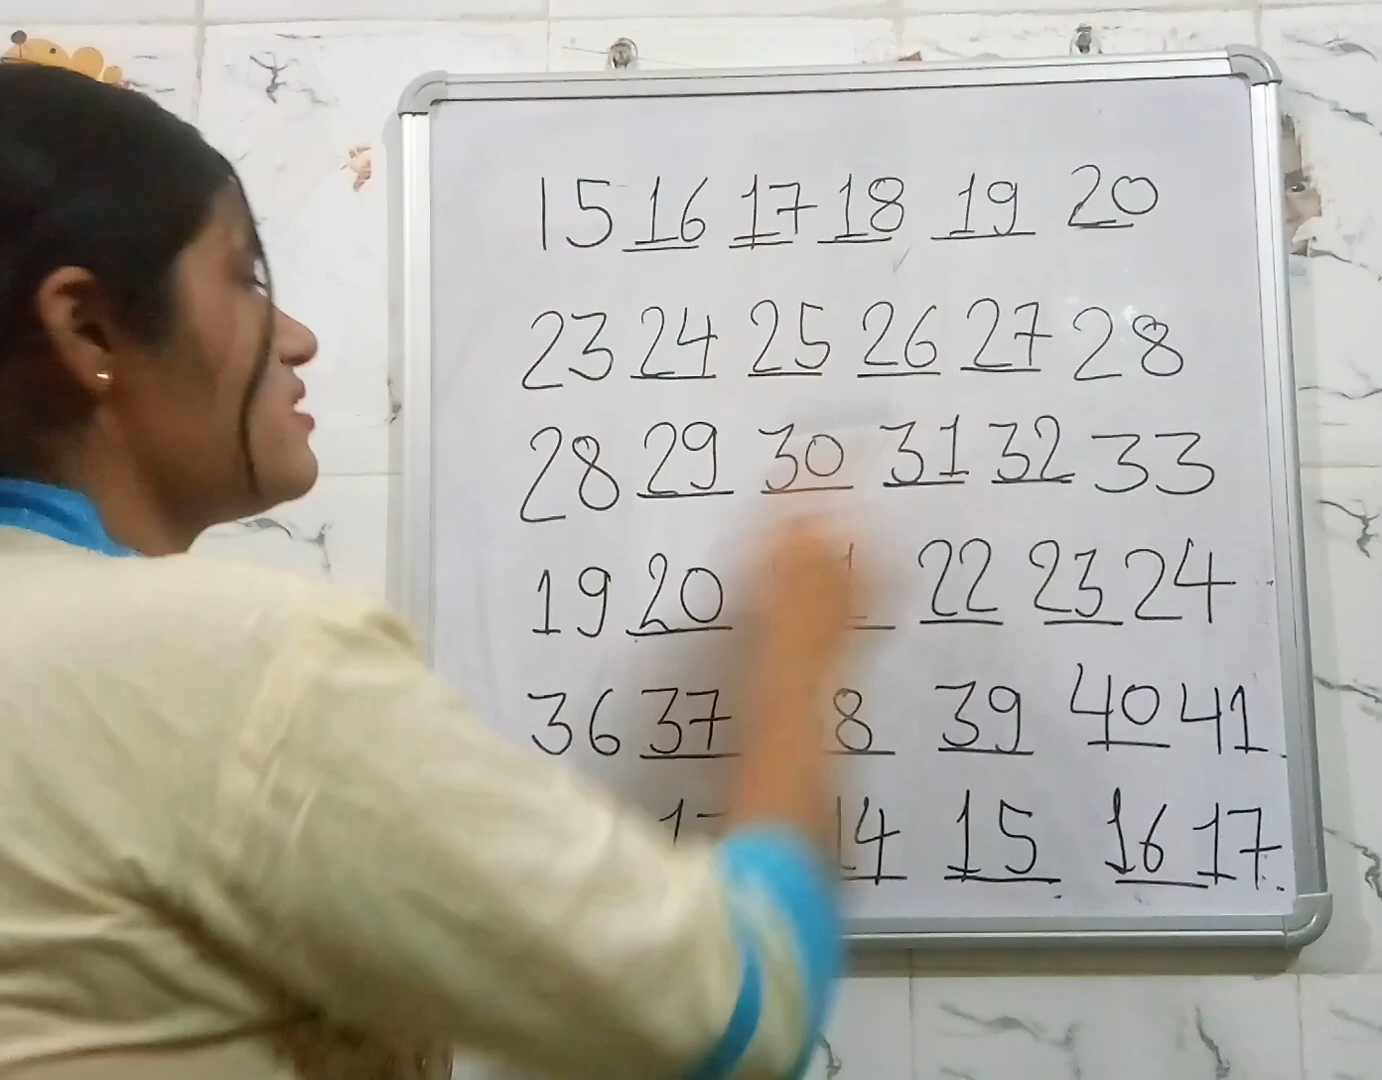 15 16 17 18 19 20
23 24 25 26 27 28
28 29 30 31 32 33
19 20 22 23 24
36 37 39 40 41
15 16 17